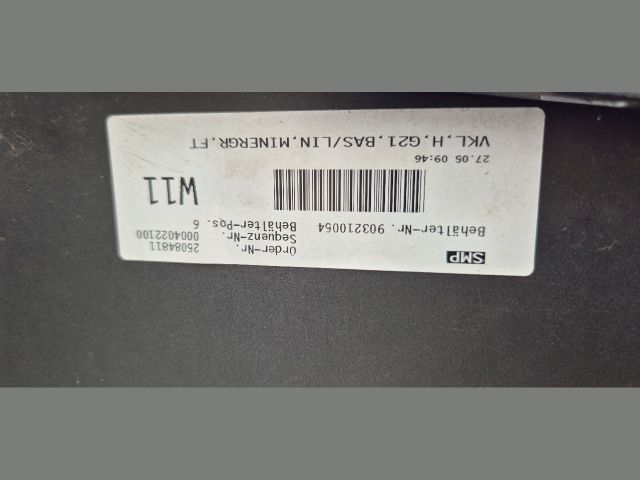 SMP
Order-Nr. 25084811
Sequenz-Nr. 0004022100
Behälter-Nr. 903210054 Behälter-Pos. 6
W11
27.05 09:46
VKL,H,G21,BAS/LIN,MINERGR.FT